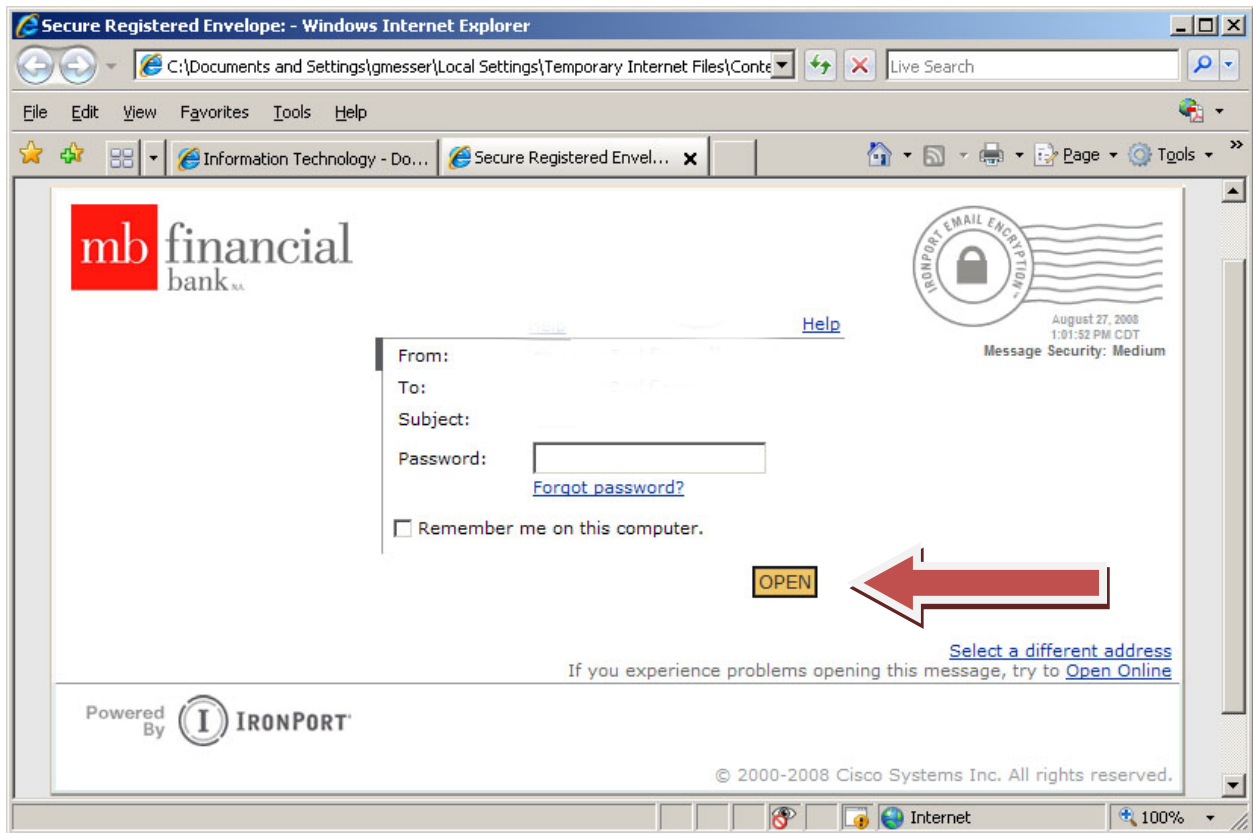 Secure Registered Envelope: - Windows Internet Explorer
C:\Documents and Settings\gmesser\Local Settings\Temporary Internet Files\Conte
Live Search
File Edit View Favorites Tools Help
Information Technology - Do...
Secure Registered Envel...
Page
Tools
mb financial
bank N.A.
IRONPORT EMAIL ENCRYPTION™
August 27, 2008
1:01:52 PM CDT
Message Security: Medium
Help
From:
To:
Subject:
Password:
Forgot password?
Remember me on this computer.
OPEN
Select a different address
If you experience problems opening this message, try to Open Online
Powered
By
IRONPORT
© 2000-2008 Cisco Systems Inc. All rights reserved.
Internet
100%